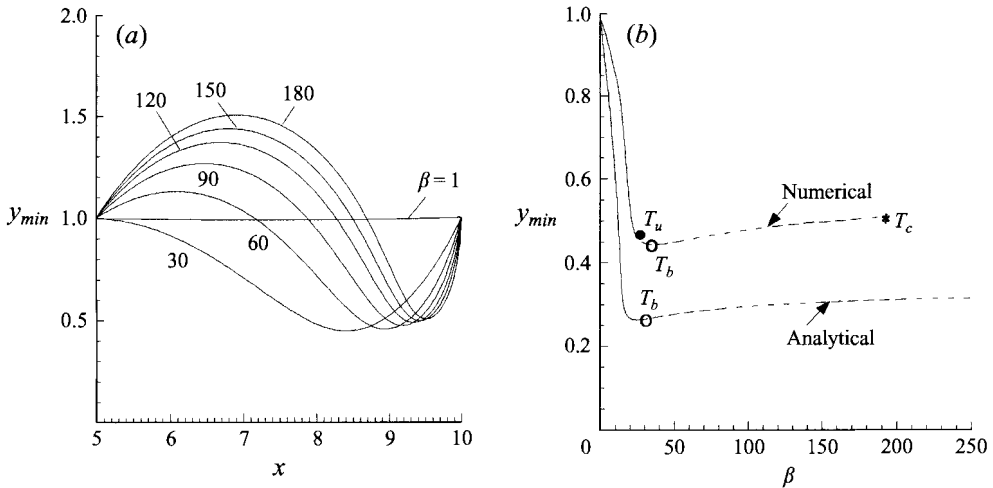 (a)
2.0
1.5
1.0
0.5
y_min
120
150
180
90
60
30
β = 1
5
6
7
8
9
10
x
(b)
1.0
0.8
0.6
0.4
0.2
y_min
Numerical
T_u
T_b
T_c
T_b
Analytical
0
50
100
150
200
250
β